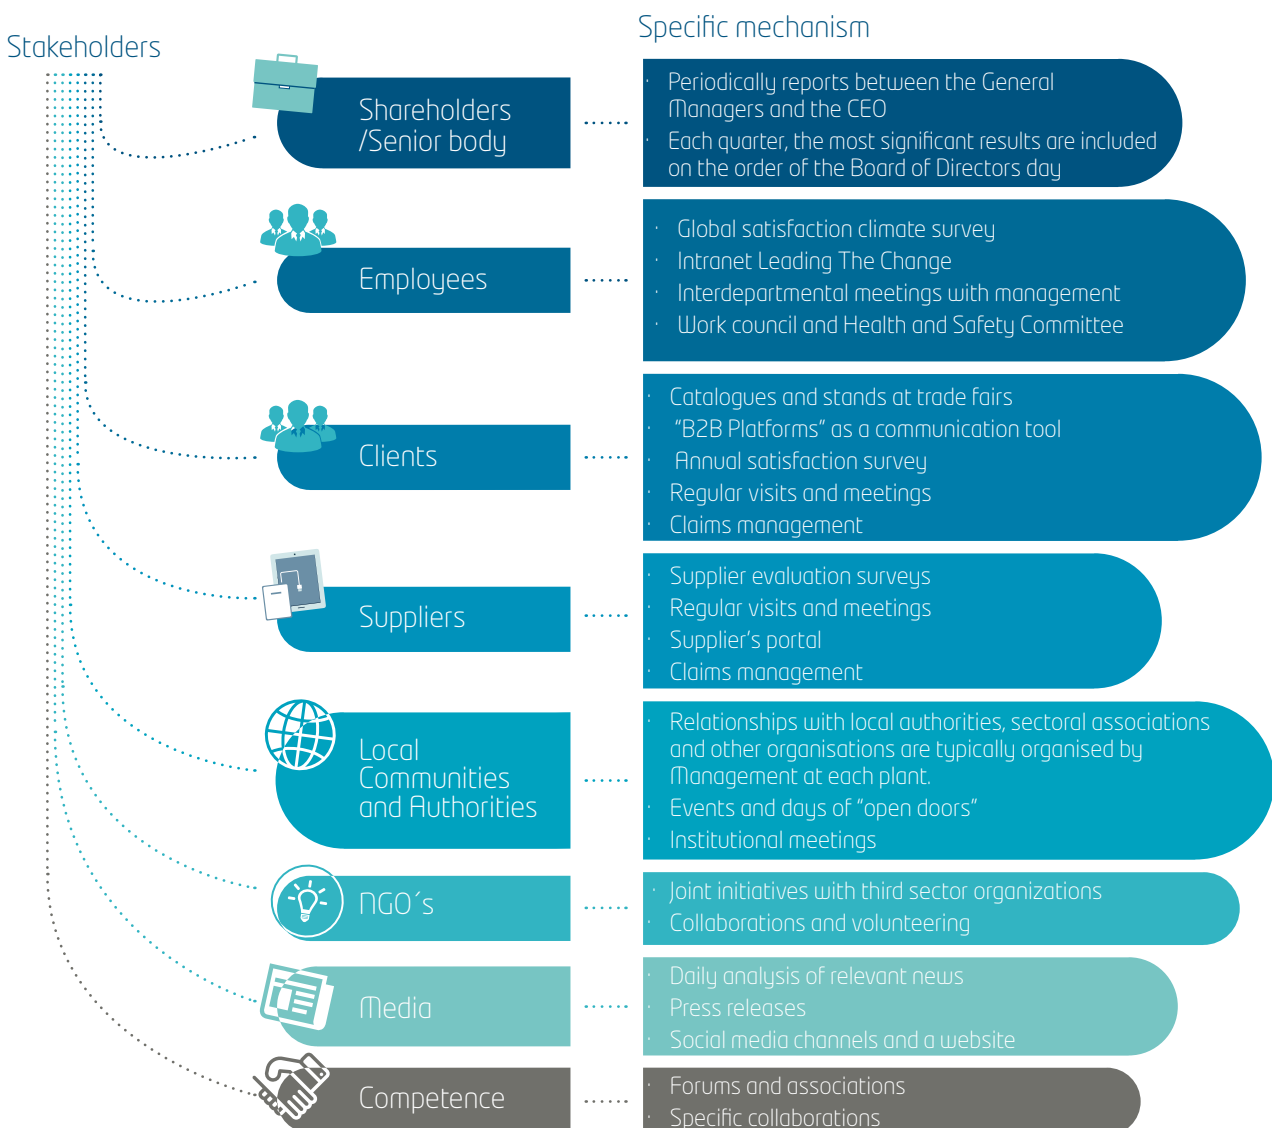 Stakeholders
Specific mechanism
Shareholders
/Senior body
· Periodically reports between the General
Managers and the CEO
· Each quarter, the most significant results are included
on the order of the Board of Directors day
Employees
· Global satisfaction climate survey
· Intranet Leading The Change
· Interdepartmental meetings with management
· Work council and Health and Safety Committee
Clients
· Catalogues and stands at trade fairs
· “B2B Platforms” as a communication tool
· Annual satisfaction survey
· Regular visits and meetings
· Claims management
Suppliers
· Supplier evaluation surveys
· Regular visits and meetings
· Supplier’s portal
· Claims management
Local
Communities
and Authorities
· Relationships with local authorities, sectoral associations
and other organisations are typically organised by
Management at each plant.
· Events and days of “open doors”
· Institutional meetings
NGO´s
· Joint initiatives with third sector organizations
· Collaborations and volunteering
Media
· Daily analysis of relevant news
· Press releases
· Social media channels and a website
Competence
· Forums and associations
· Specific collaborations